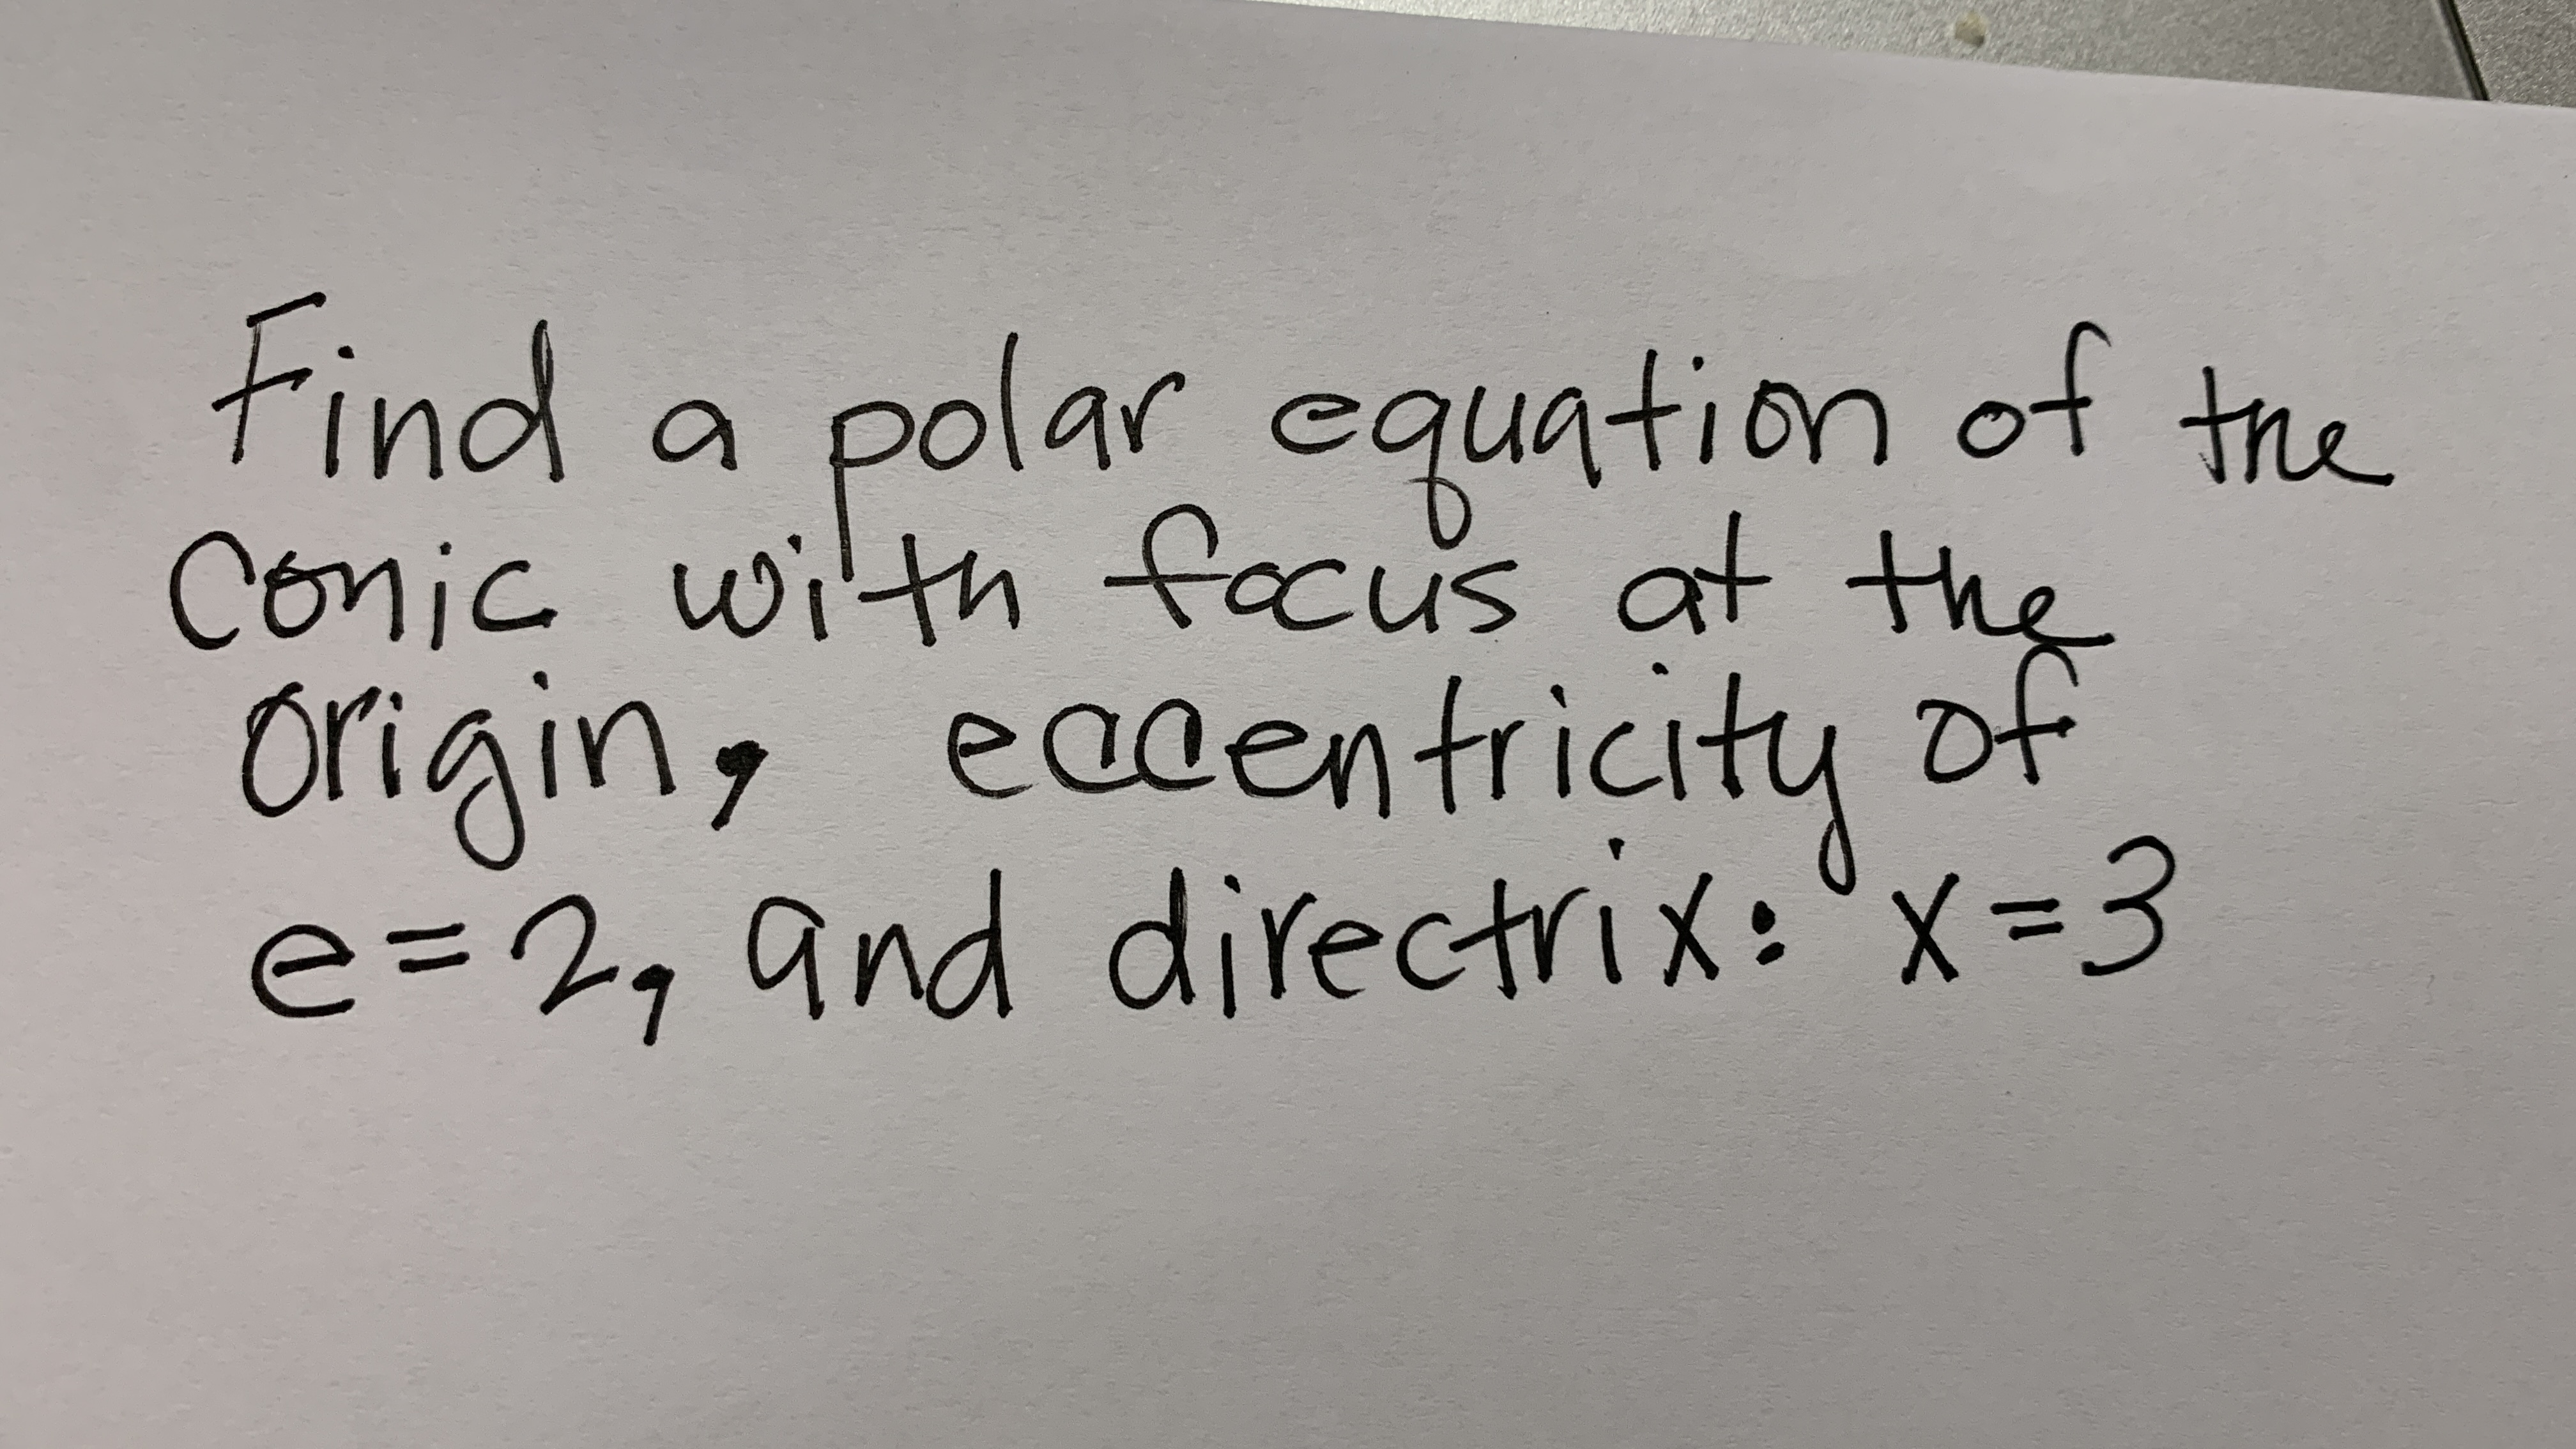 Find a polar equation of the
conic with focus at the
origin, eccentricity of
e=2, and directrix: x=3